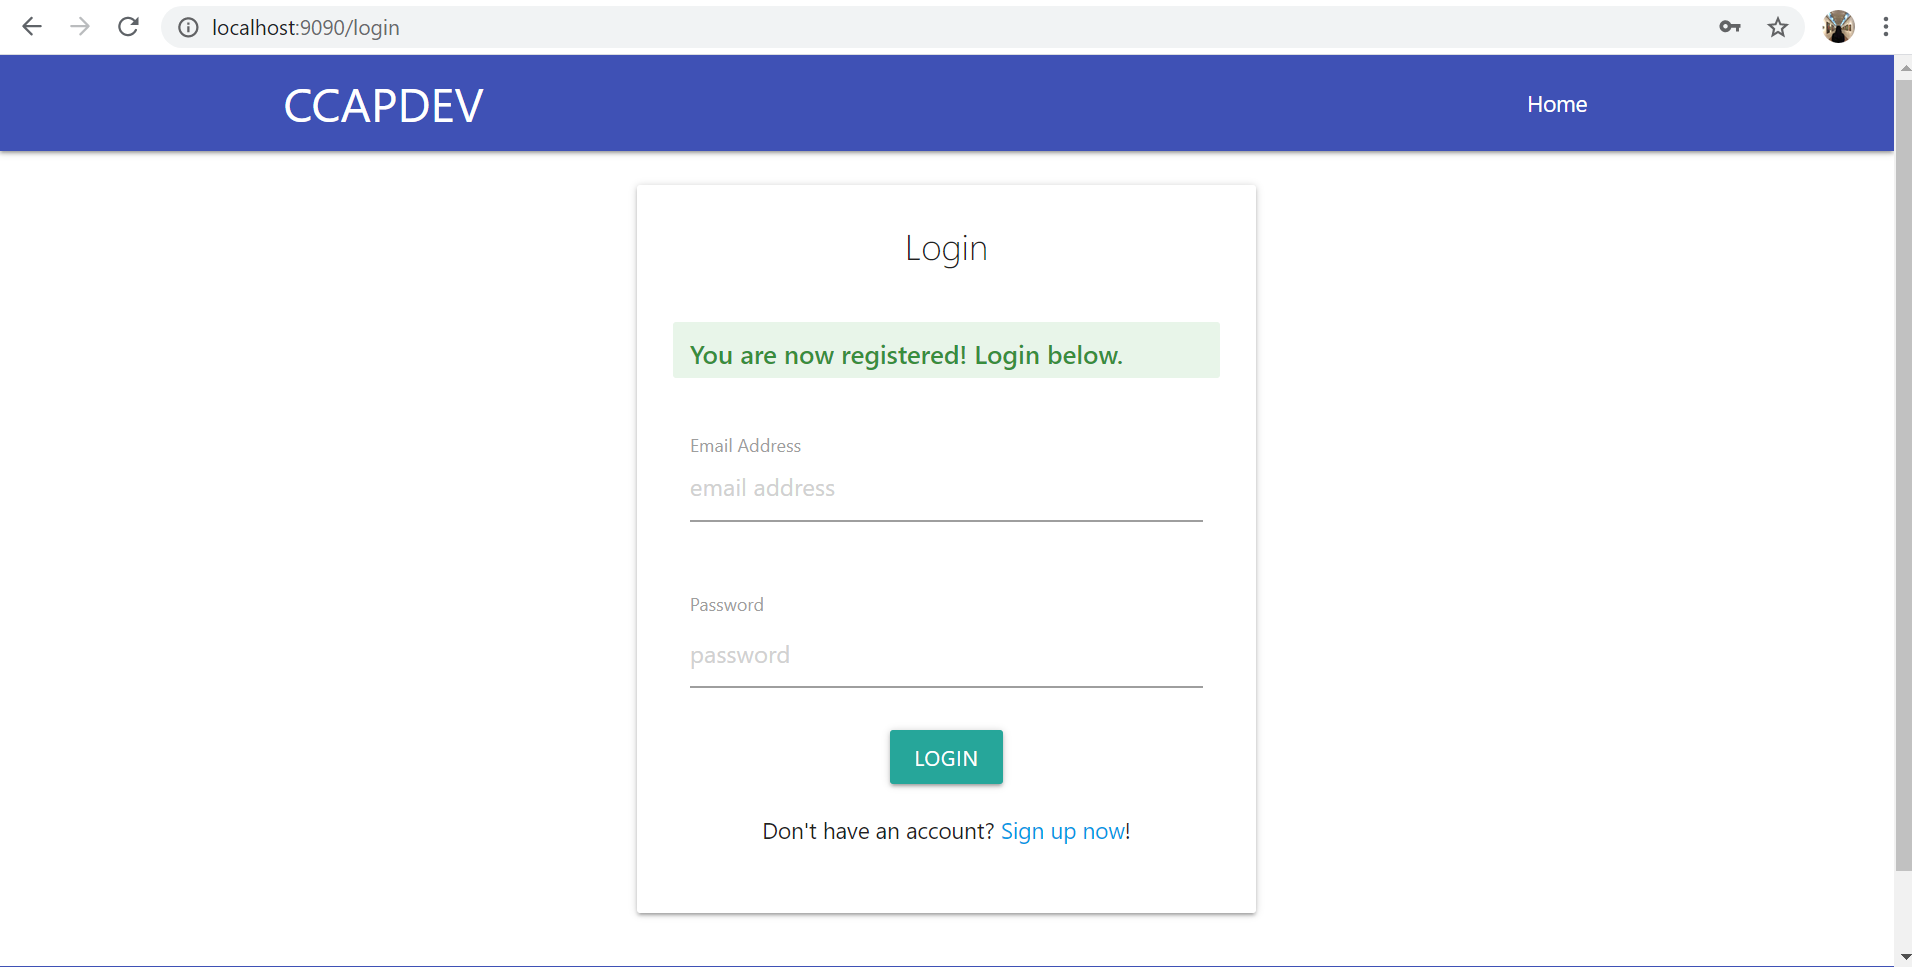 localhost:9090/login
CCAPDEV
Home
Login
You are now registered! Login below.
Email Address
email address
Password
password
LOGIN
Don't have an account? Sign up now!